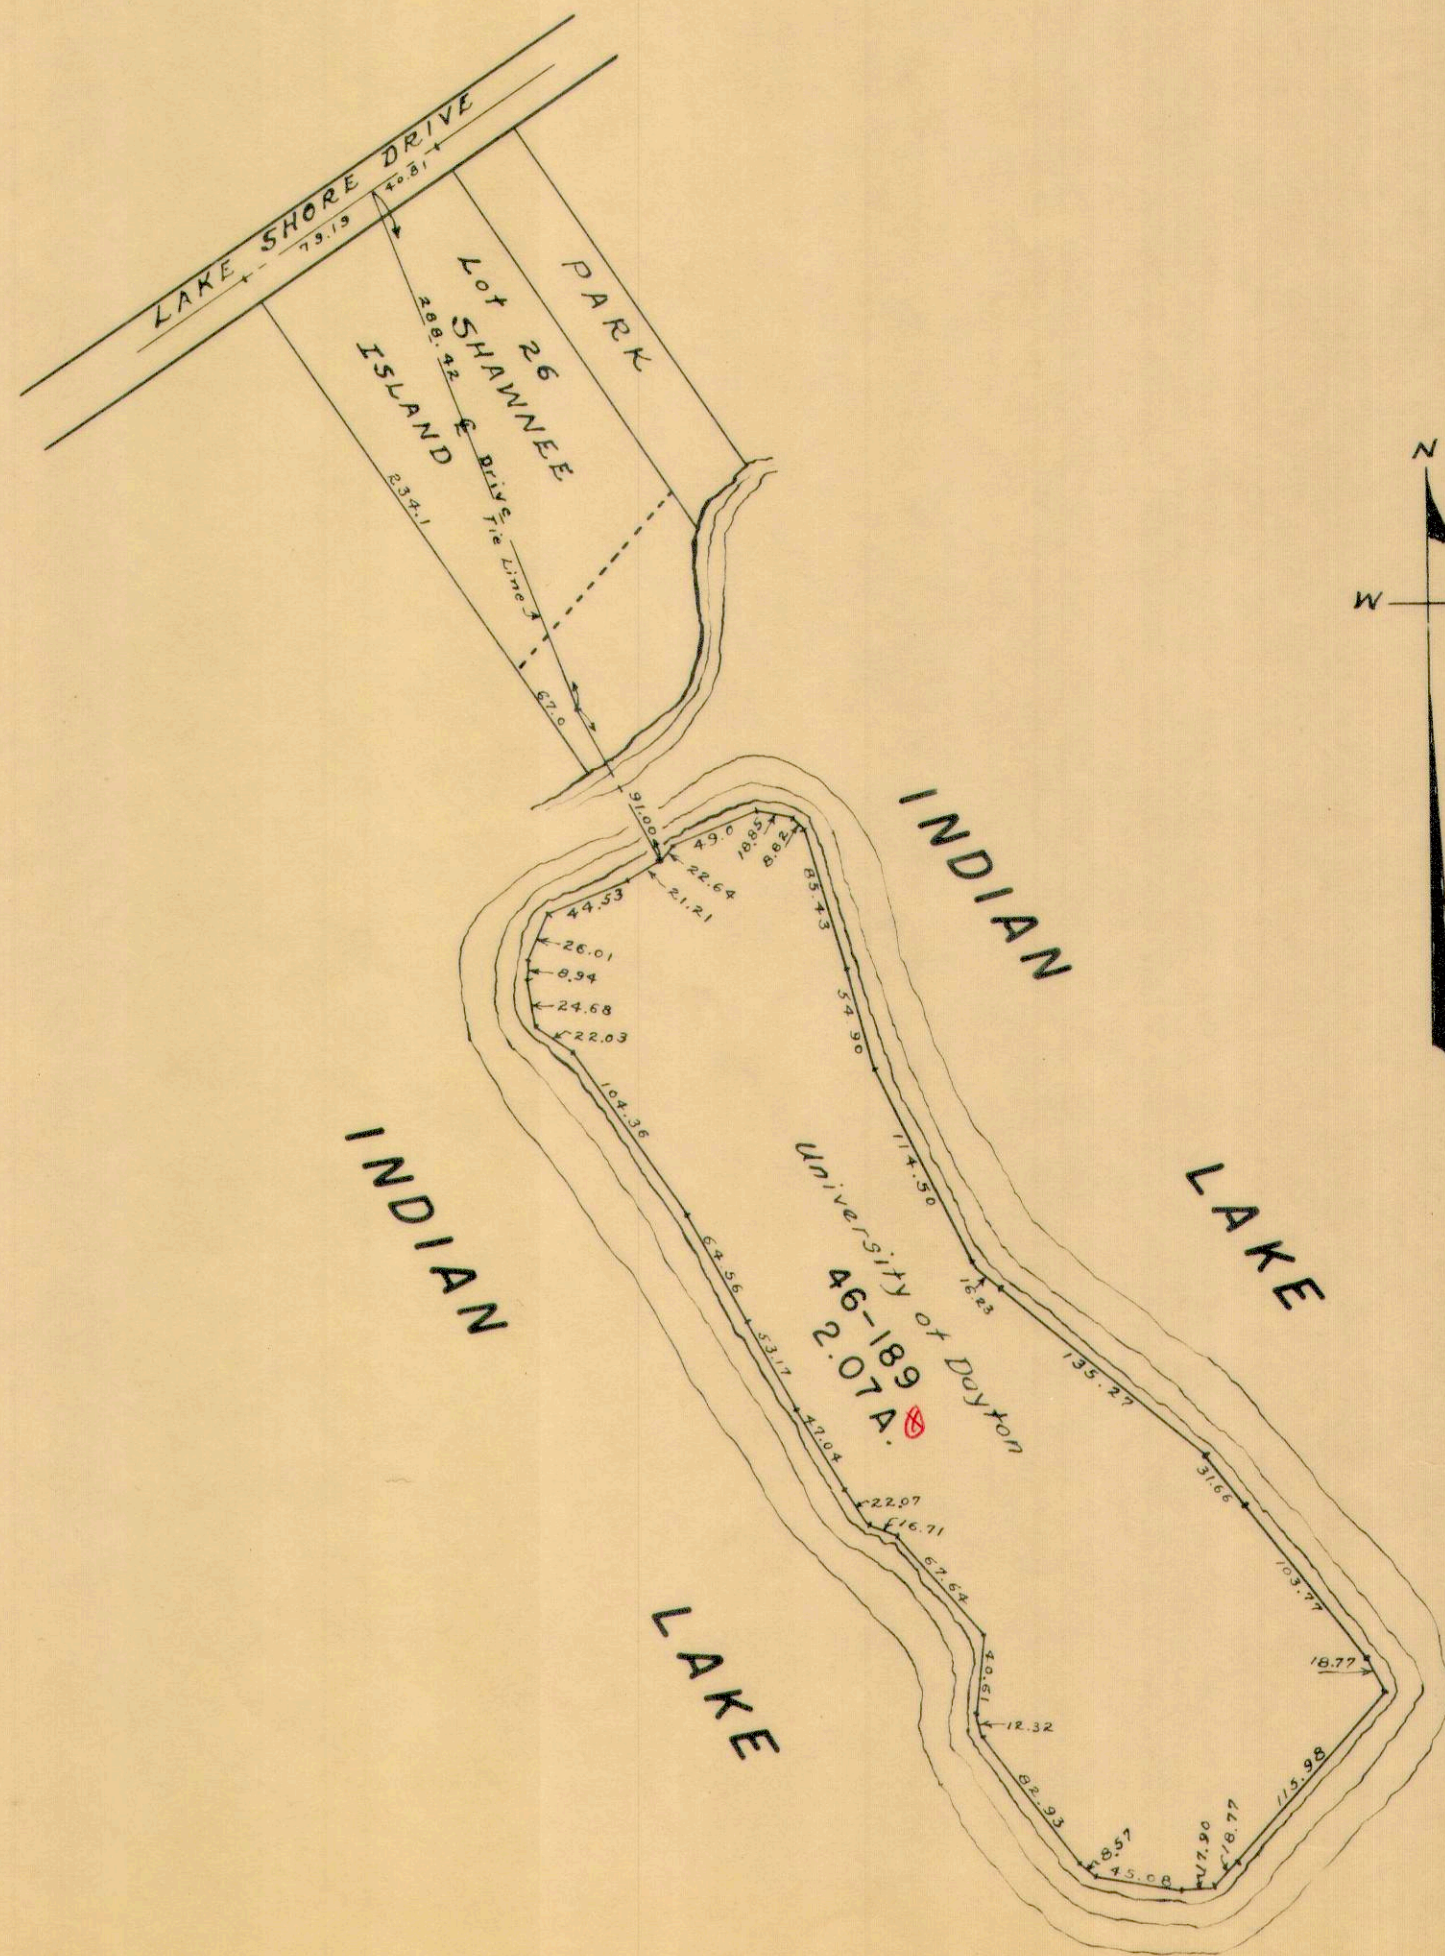 LAKE SHORE DRIVE
40.81
79.19
Lot 26
SHAWNEE
ISLAND
PARK
288.42 ℄ Drive
Tie Line
234.1
67.0
91.00
N
W
INDIAN
LAKE
INDIAN
LAKE
49.0
18.85
8.82
22.64
21.21
44.53
26.01
8.94
24.68
22.03
85.43
54.90
114.50
16.23
135.27
31.66
103.77
18.77
115.98
18.77
17.90
45.08
8.57
82.93
12.32
40.61
67.64
16.71
22.07
47.04
53.17
64.56
104.36
University of Dayton
46-189
2.07 A.